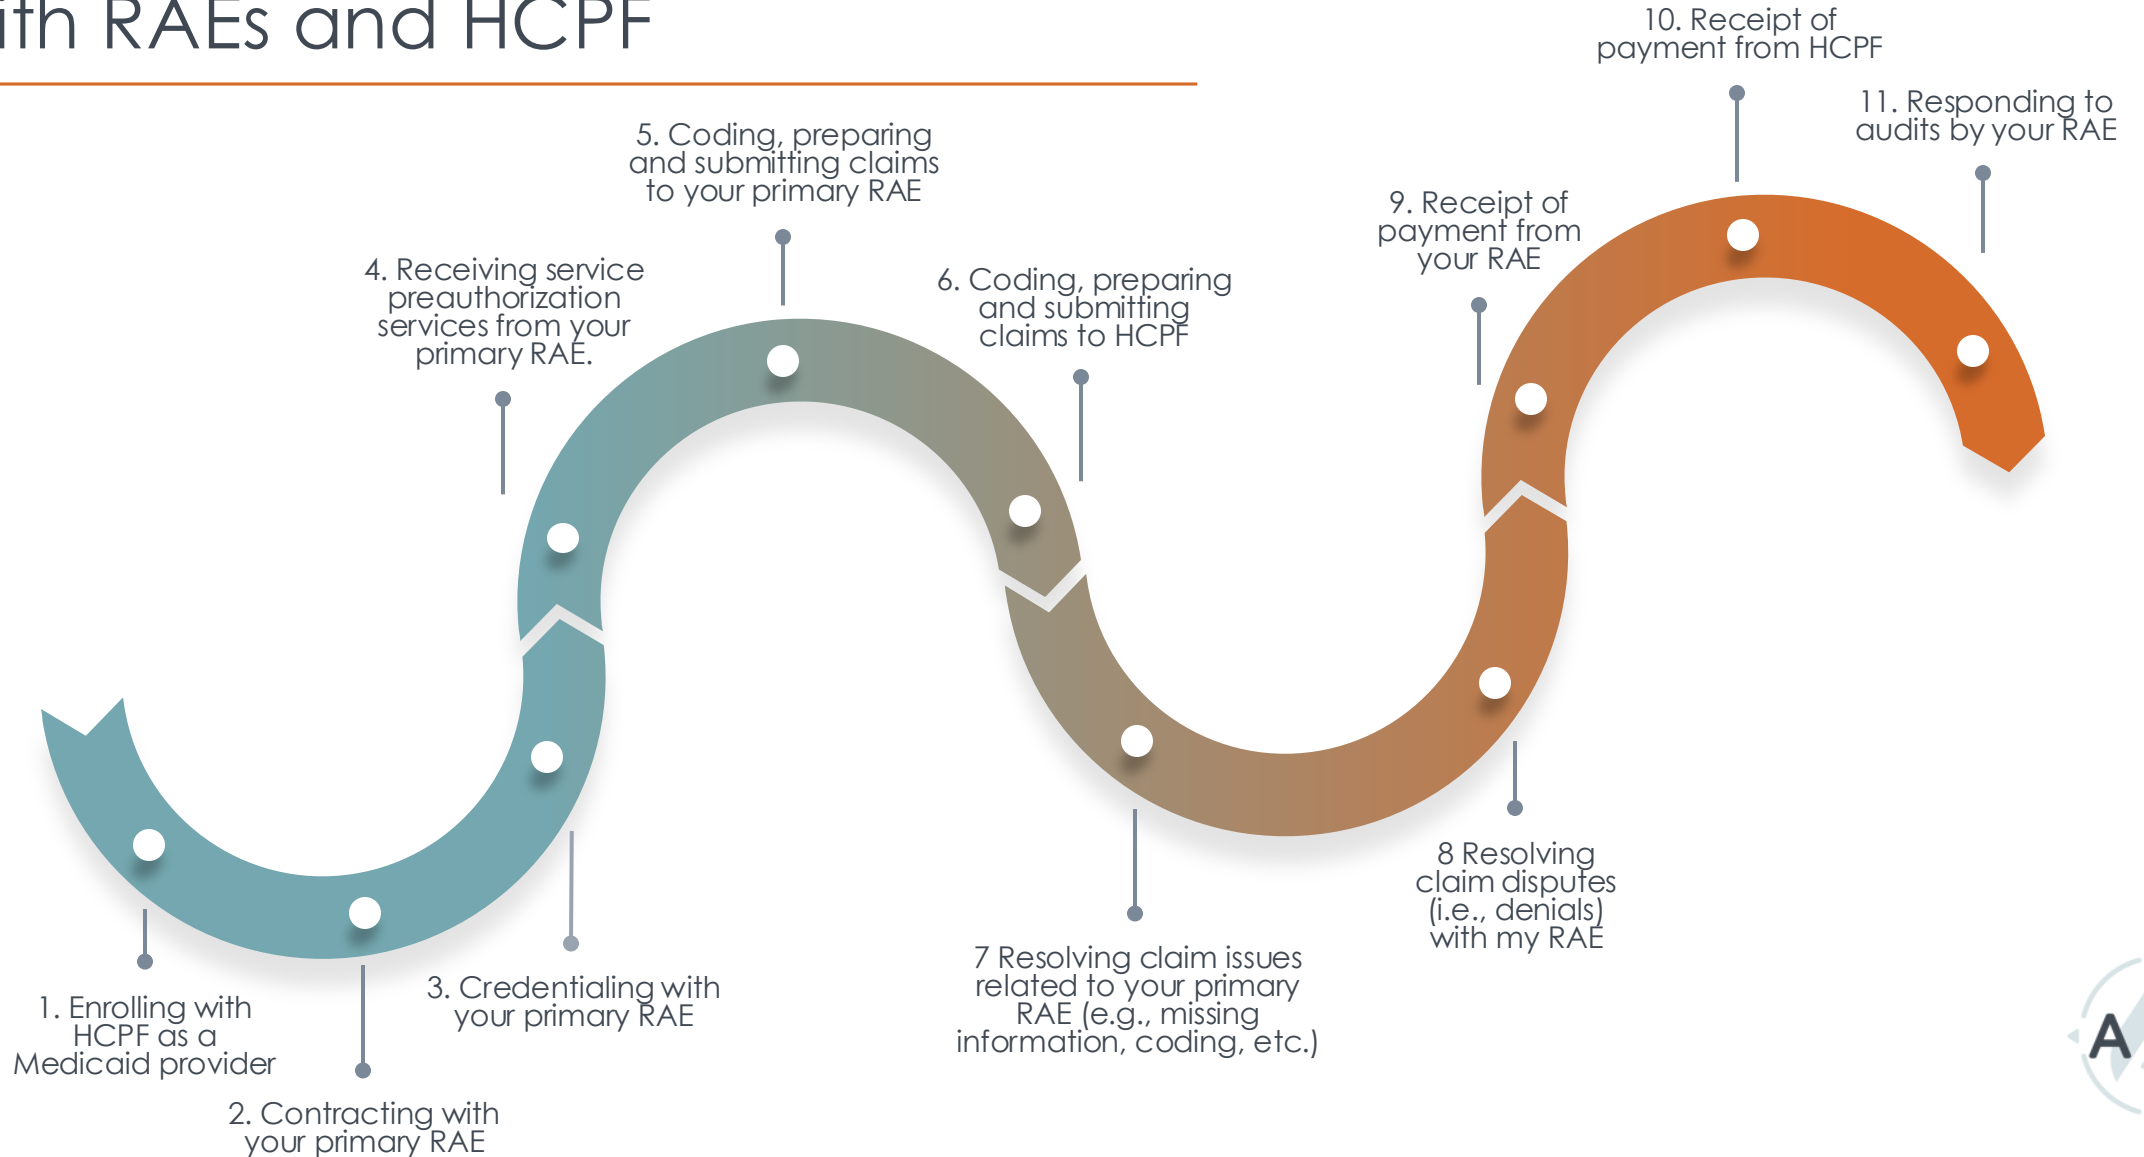 ith RAEs and HCPF
1. Enrolling with
HCPF as a
Medicaid provider
2. Contracting with
your primary RAE
3. Credentialing with
your primary RAE
4. Receiving service
preauthorization
services from your
primary RAE.
5. Coding, preparing
and submitting claims
to your primary RAE
6. Coding, preparing
and submitting
claims to HCPF
7 Resolving claim issues
related to your primary
RAE (e.g., missing
information, coding, etc.)
8 Resolving
claim disputes
(i.e., denials)
with my RAE
9. Receipt of
payment from
your RAE
10. Receipt of
payment from HCPF
11. Responding to
audits by your RAE
A